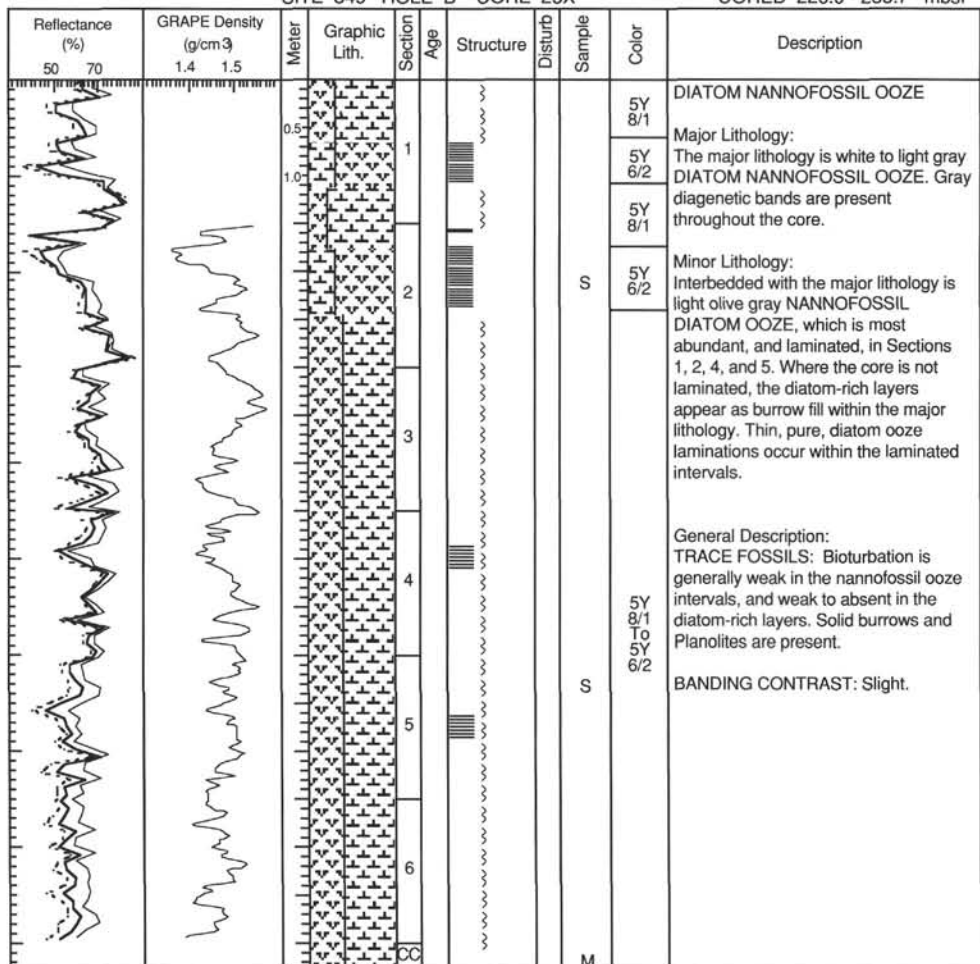 Reflectance
(%)
50 70
GRAPE Density
(g/cm3)
1.4 1.5
Meter
Graphic
Lith.
Section
Age
Structure
Disturb
Sample
Color
Description
0.5
1.0
1
2
3
4
5
6
CC
S
S
M
5Y
8/1
5Y
6/2
5Y
8/1
5Y
6/2
5Y
8/1
To
5Y
6/2
DIATOM NANNOFOSSIL OOZE
Major Lithology:
The major lithology is white to light gray
DIATOM NANNOFOSSIL OOZE. Gray
diagenetic bands are present
throughout the core.
Minor Lithology:
Interbedded with the major lithology is
light olive gray NANNOFOSSIL
DIATOM OOZE, which is most
abundant, and laminated, in Sections
1, 2, 4, and 5. Where the core is not
laminated, the diatom-rich layers
appear as burrow fill within the major
lithology. Thin, pure, diatom ooze
laminations occur within the laminated
intervals.
General Description:
TRACE FOSSILS: Bioturbation is
generally weak in the nannofossil ooze
intervals, and weak to absent in the
diatom-rich layers. Solid burrows and
Planolites are present.
BANDING CONTRAST: Slight.